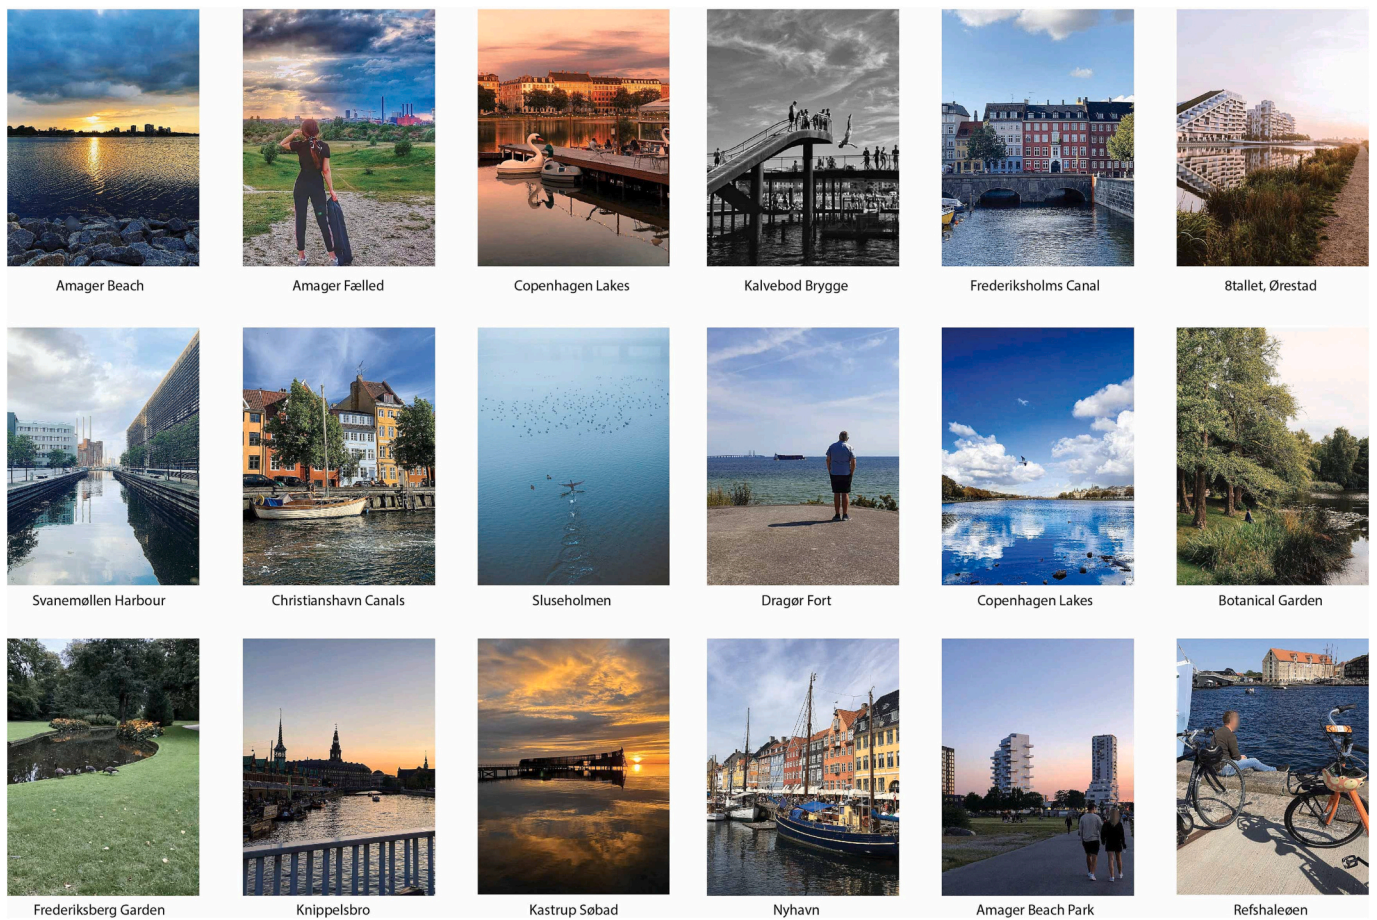 Amager Beach
Amager Fælled
Copenhagen Lakes
Kalvebod Brygge
Frederiksholms Canal
8tallet, Ørestad
Svanemøllen Harbour
Christianshavn Canals
Sluseholmen
Dragør Fort
Copenhagen Lakes
Botanical Garden
Frederiksberg Garden
Knippelsbro
Kastrup Søbad
Nyhavn
Amager Beach Park
Refshaleøen